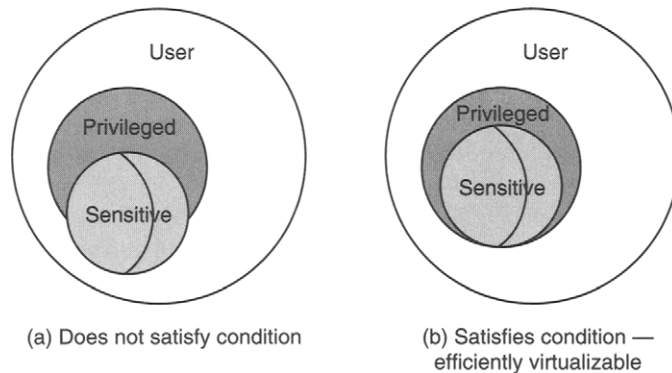 User
Privileged
Sensitive
(a) Does not satisfy condition
User
Privileged
Sensitive
(b) Satisfies condition —
efficiently virtualizable